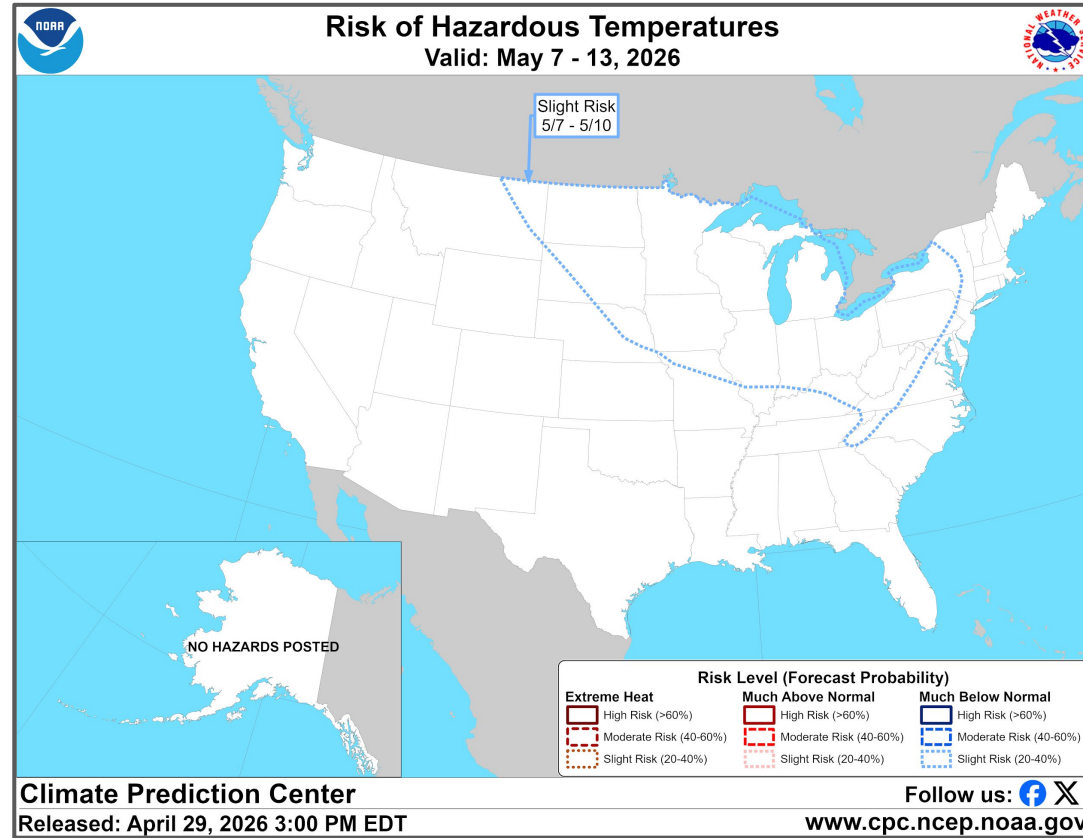 NOAA
Risk of Hazardous Temperatures
Valid: May 7 - 13, 2026
NATIONAL WEATHER SERVICE
Slight Risk
5/7 - 5/10
NO HAZARDS POSTED
Risk Level (Forecast Probability)
Extreme Heat Much Above Normal Much Below Normal
High Risk (>60%) High Risk (>60%) High Risk (>60%)
Moderate Risk (40-60%) Moderate Risk (40-60%) Moderate Risk (40-60%)
Slight Risk (20-40%) Slight Risk (20-40%) Slight Risk (20-40%)
Climate Prediction Center Follow us:
Released: April 29, 2026 3:00 PM EDT www.cpc.ncep.noaa.gov